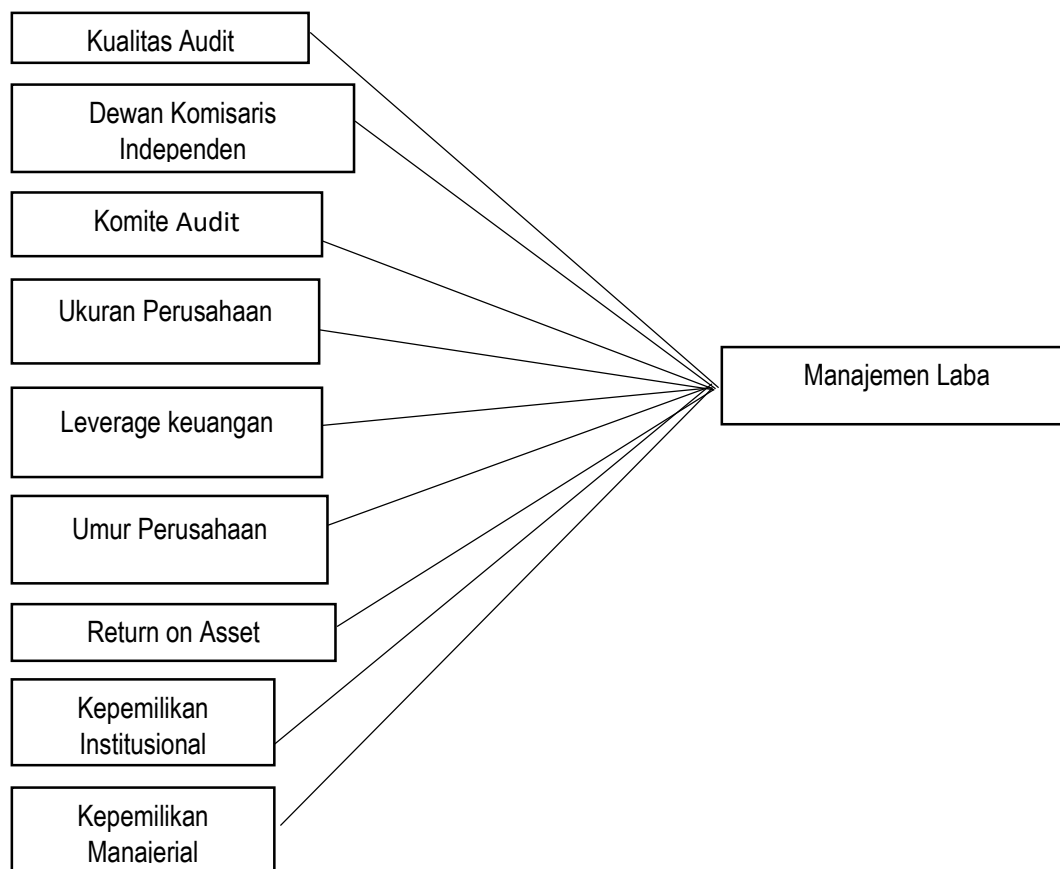 Kualitas Audit
Dewan Komisaris
Independen
Komite Audit
Ukuran Perusahaan
Leverage keuangan
Umur Perusahaan
Return on Asset
Kepemilikan
Institusional
Kepemilikan
Manajerial
Manajemen Laba